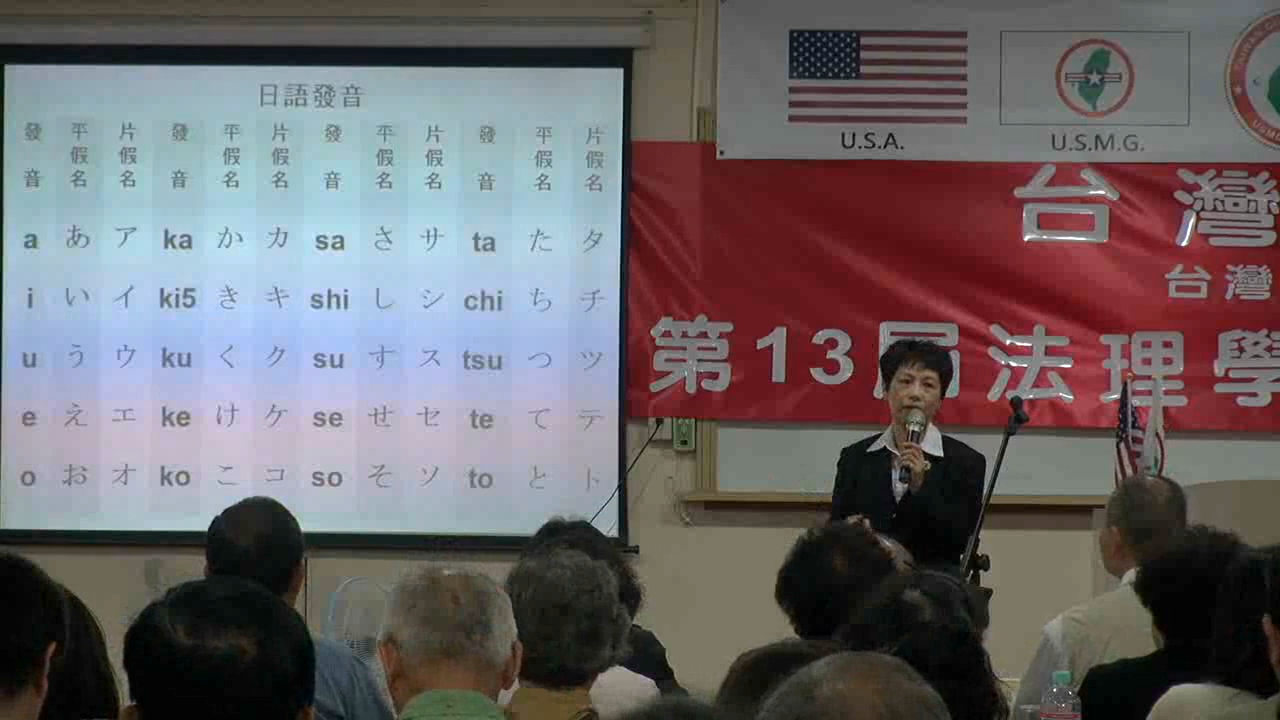 日語發音
發音 平假名 片假名 發音 平假名 片假名 發音 平假名 片假名 發音 平假名 片假名
a あ ア ka か カ sa さ サ ta た タ
i い イ ki5 き キ shi し シ chi ち チ
u う ウ ku く ク su す ス tsu つ ツ
e え エ ke け ケ se せ セ te て テ
o お オ ko こ コ so そ ソ to と ト
U.S.A. U.S.M.G.
台灣
台灣
第13屆法理學